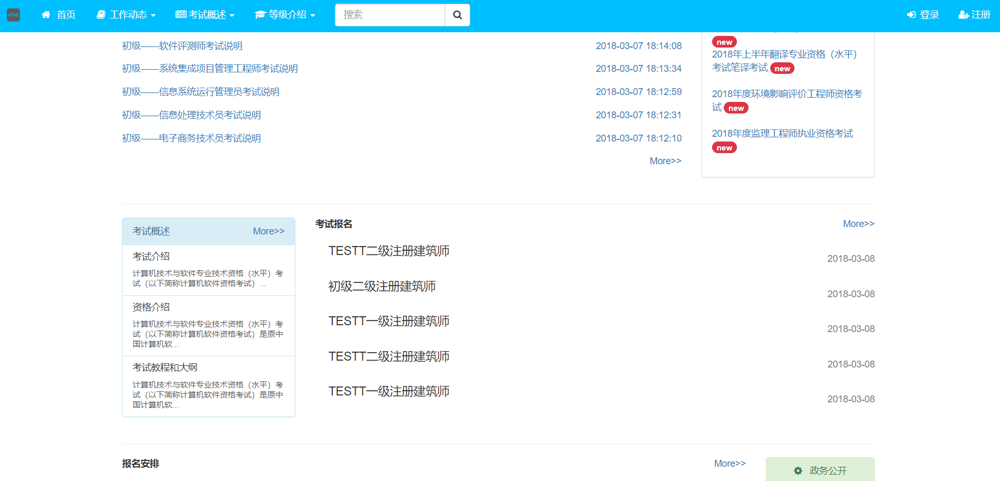 HTML 首页 工作动态 考试概述 等级介绍 搜索 登录 注册
初级——软件评测师考试说明 2018-03-07 18:14:08
初级——系统集成项目管理工程师考试说明 2018-03-07 18:13:34
初级——信息系统运行管理员考试说明 2018-03-07 18:12:59
初级——信息处理技术员考试说明 2018-03-07 18:12:31
初级——电子商务技术员考试说明 2018-03-07 18:12:10
More>>
new
2018年上半年翻译专业资格（水平）
考试笔译考试 new
2018年度环境影响评价工程师资格考
试 new
2018年度监理工程师执业资格考试
new
考试概述 More>>
考试介绍
计算机技术与软件专业技术资格（水平）考
试（以下简称计算机软件资格考试）...
资格介绍
计算机技术与软件专业技术资格（水平）考
试（以下简称计算机软件资格考试）是原中
国计算机软...
考试教程和大纲
计算机技术与软件专业技术资格（水平）考
试（以下简称计算机软件资格考试）是原中
国计算机软...
考试报名 More>>
TESTT二级注册建筑师
2018-03-08
初级二级注册建筑师
2018-03-08
TESTT一级注册建筑师
2018-03-08
TESTT二级注册建筑师
2018-03-08
TESTT一级注册建筑师
2018-03-08
报名安排 More>>
政务公开